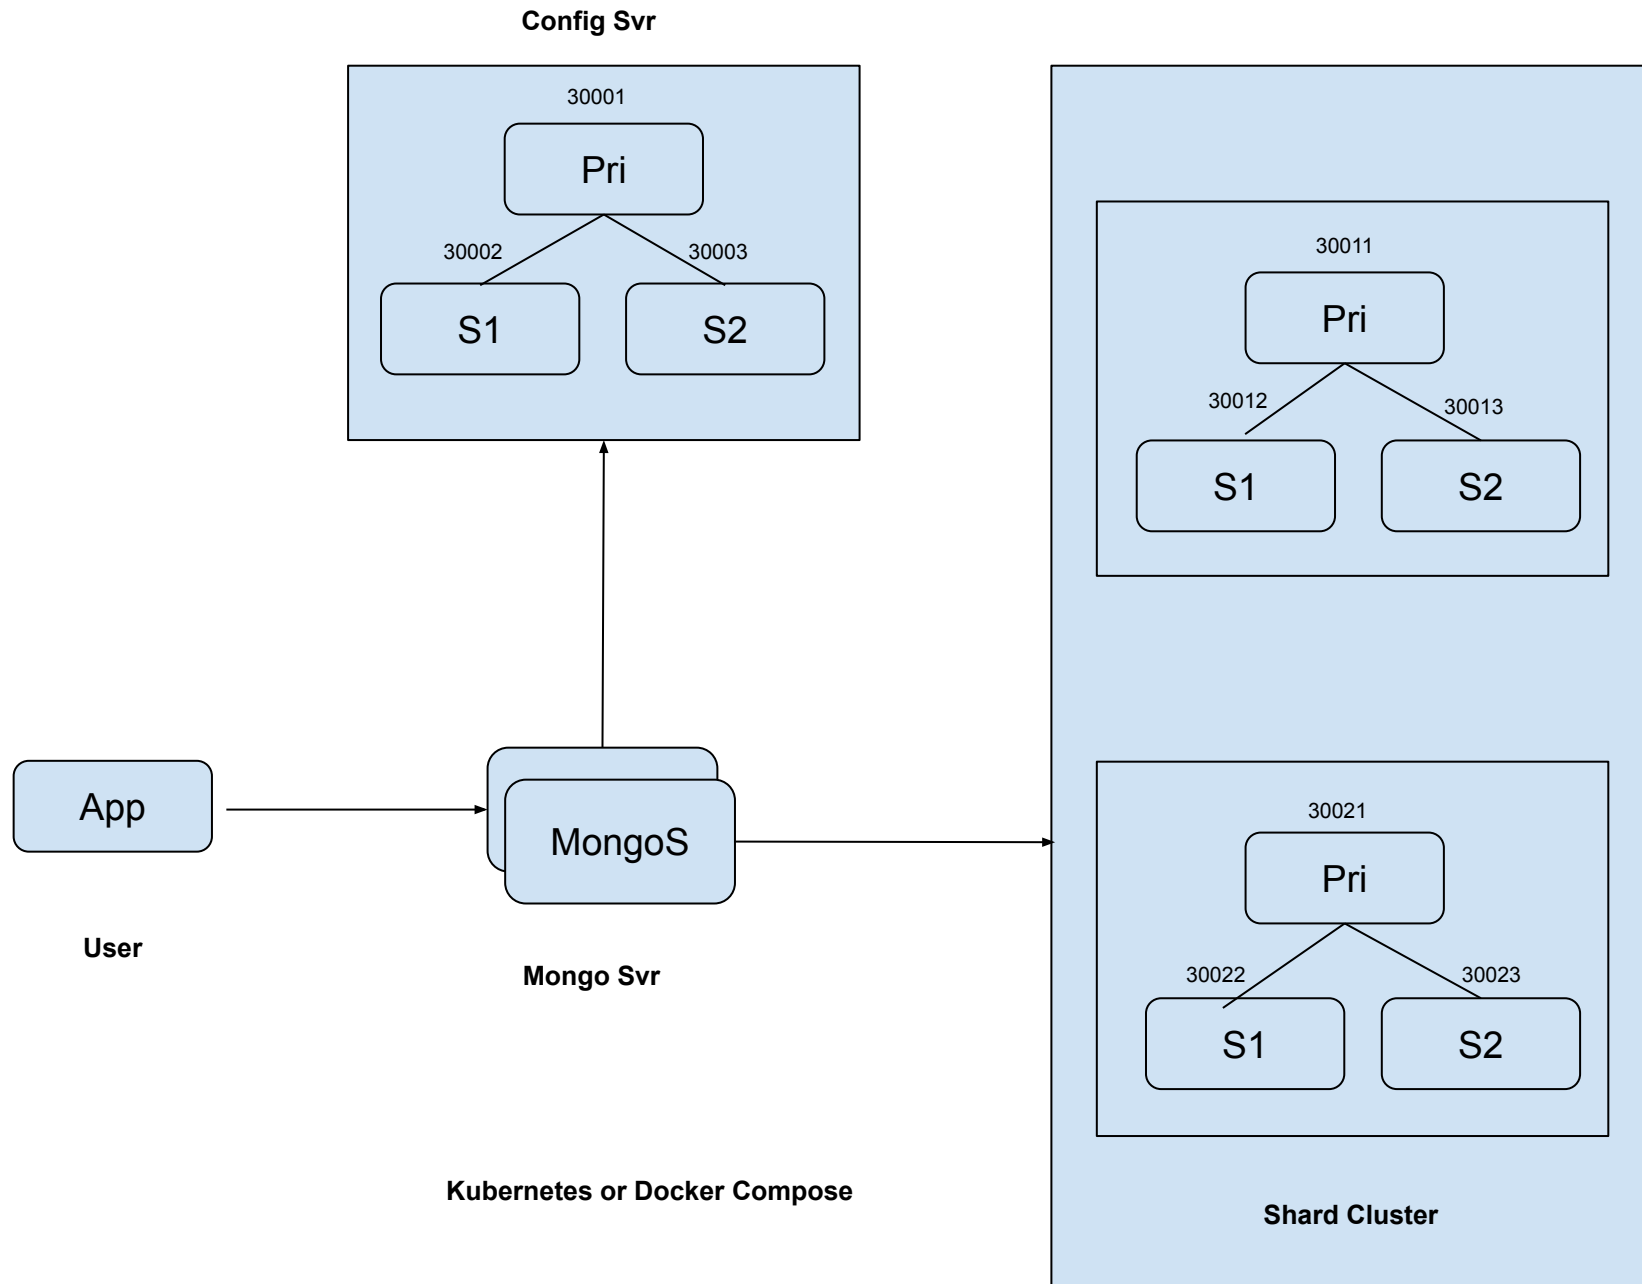 Config Svr
30001
Pri
30002
30003
S1
S2
30011
Pri
30012
30013
S1
S2
App
MongoS
User
Mongo Svr
30021
Pri
30022
30023
S1
S2
Kubernetes or Docker Compose
Shard Cluster